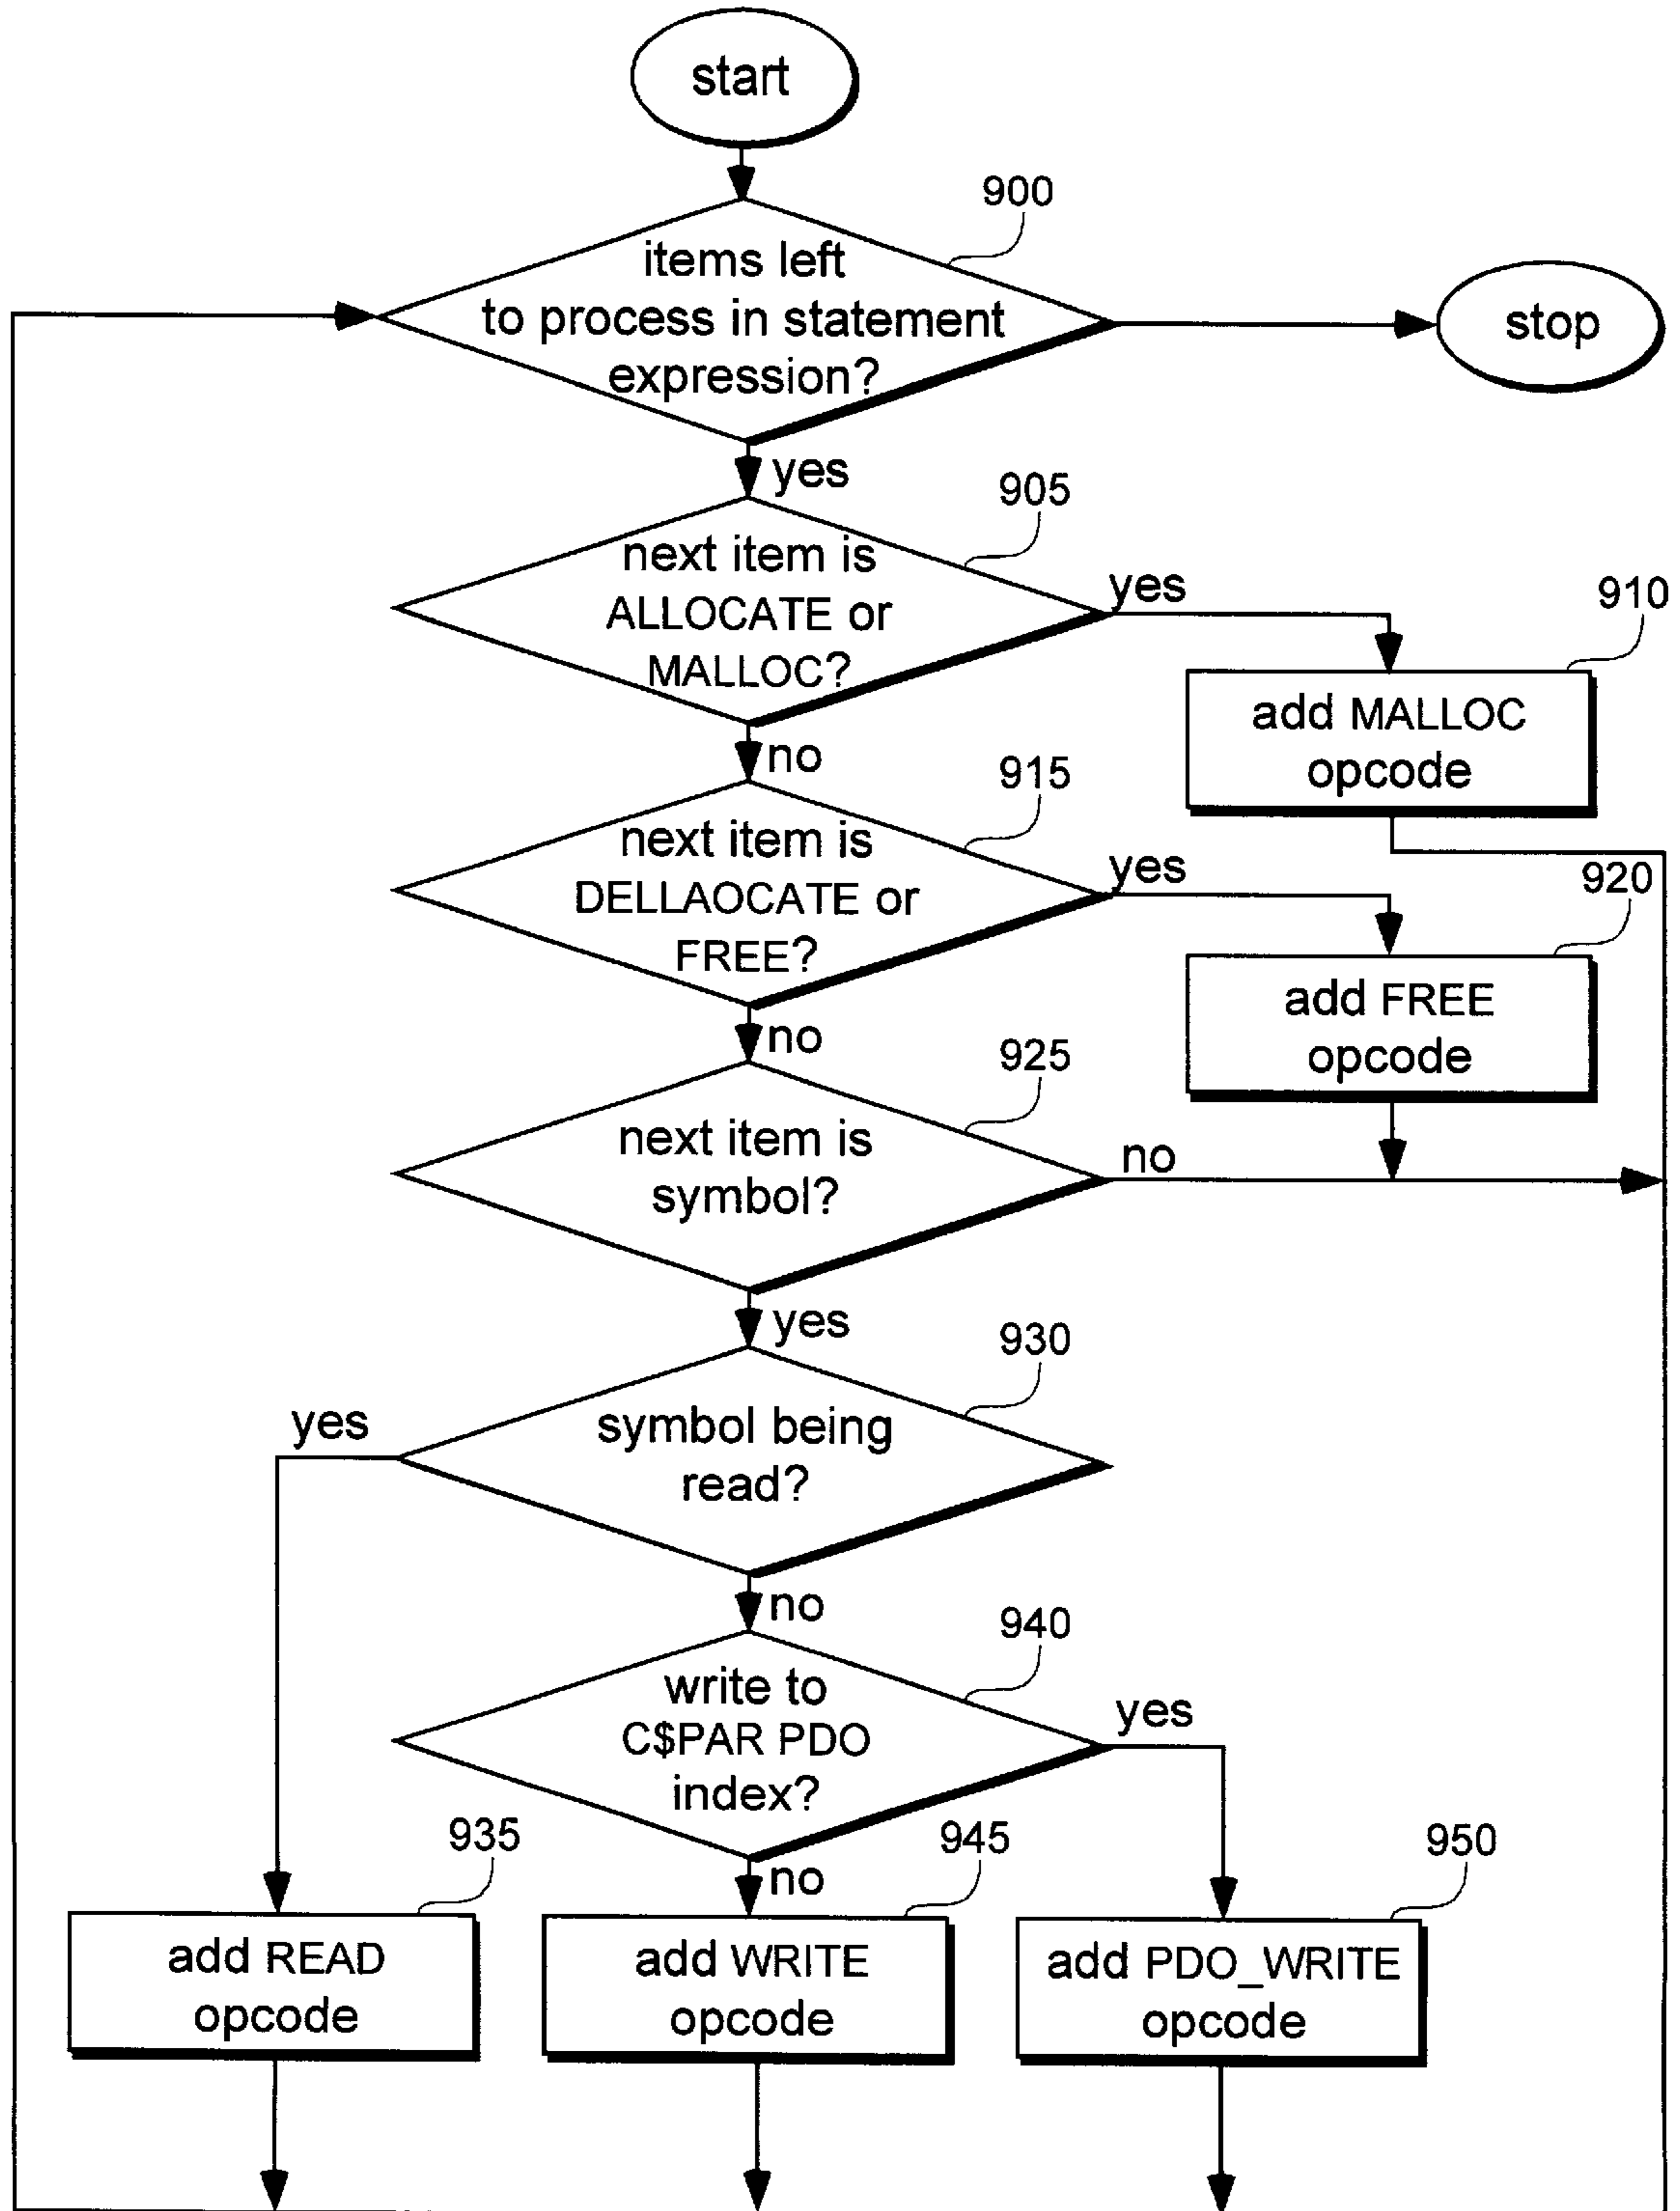 start
900
items left
to process in statement
expression?
stop
yes
905
next item is
ALLOCATE or
MALLOC?
yes
910
add MALLOC
opcode
no
915
next item is
DELLAOCATE or
FREE?
yes
920
add FREE
opcode
no
925
next item is
symbol?
no
yes
930
symbol being
read?
yes
no
940
write to
C$PAR PDO
index?
yes
935
add READ
opcode
no
945
add WRITE
opcode
950
add PDO_WRITE
opcode